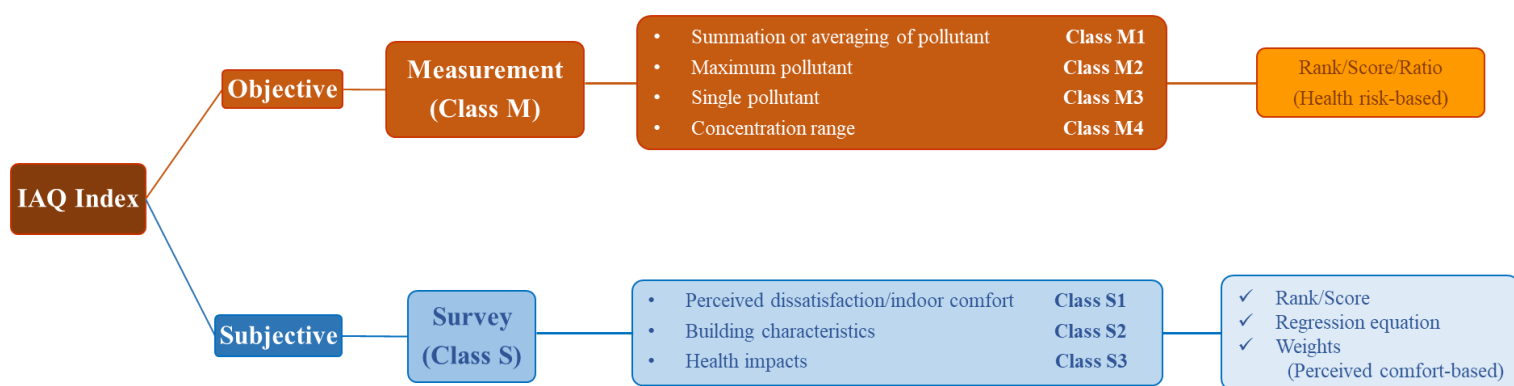 IAQ Index
Objective
Measurement
(Class M)
• Summation or averaging of pollutant Class M1
• Maximum pollutant Class M2
• Single pollutant Class M3
• Concentration range Class M4
Rank/Score/Ratio
(Health risk-based)
Subjective
Survey
(Class S)
• Perceived dissatisfaction/indoor comfort Class S1
• Building characteristics Class S2
• Health impacts Class S3
✓ Rank/Score
✓ Regression equation
✓ Weights
(Perceived comfort-based)